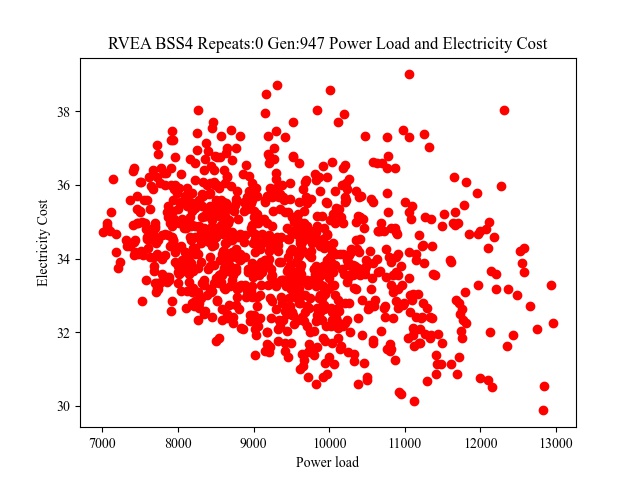 RVEA BSS4 Repeats:0 Gen:947 Power Load and Electricity Cost
Electricity Cost
38
36
34
32
30
7000 8000 9000 10000 11000 12000 13000
Power load